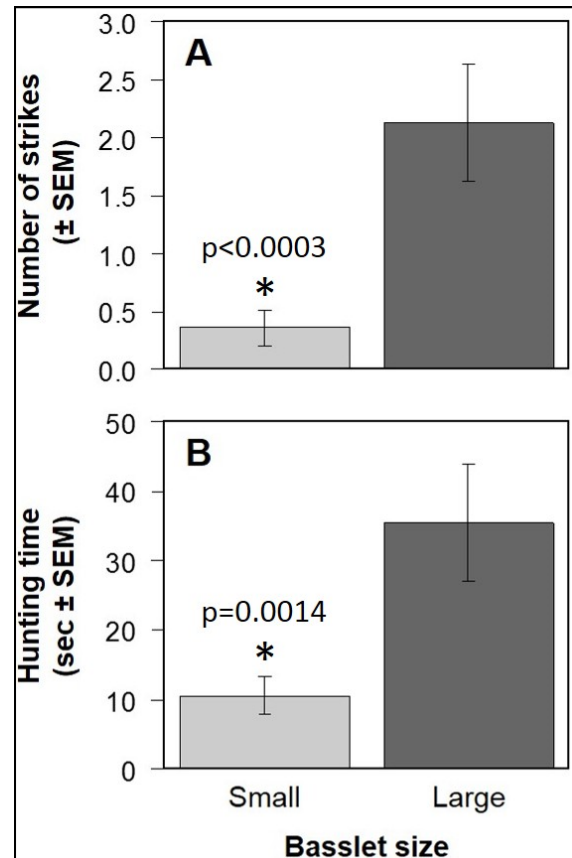 Number of strikes
(± SEM)
3.0
2.5
2.0
1.5
1.0
0.5
0.0
A
p<0.0003
*
Hunting time
(sec ± SEM)
50
40
30
20
10
0
B
p=0.0014
*
Small
Large
Basslet size